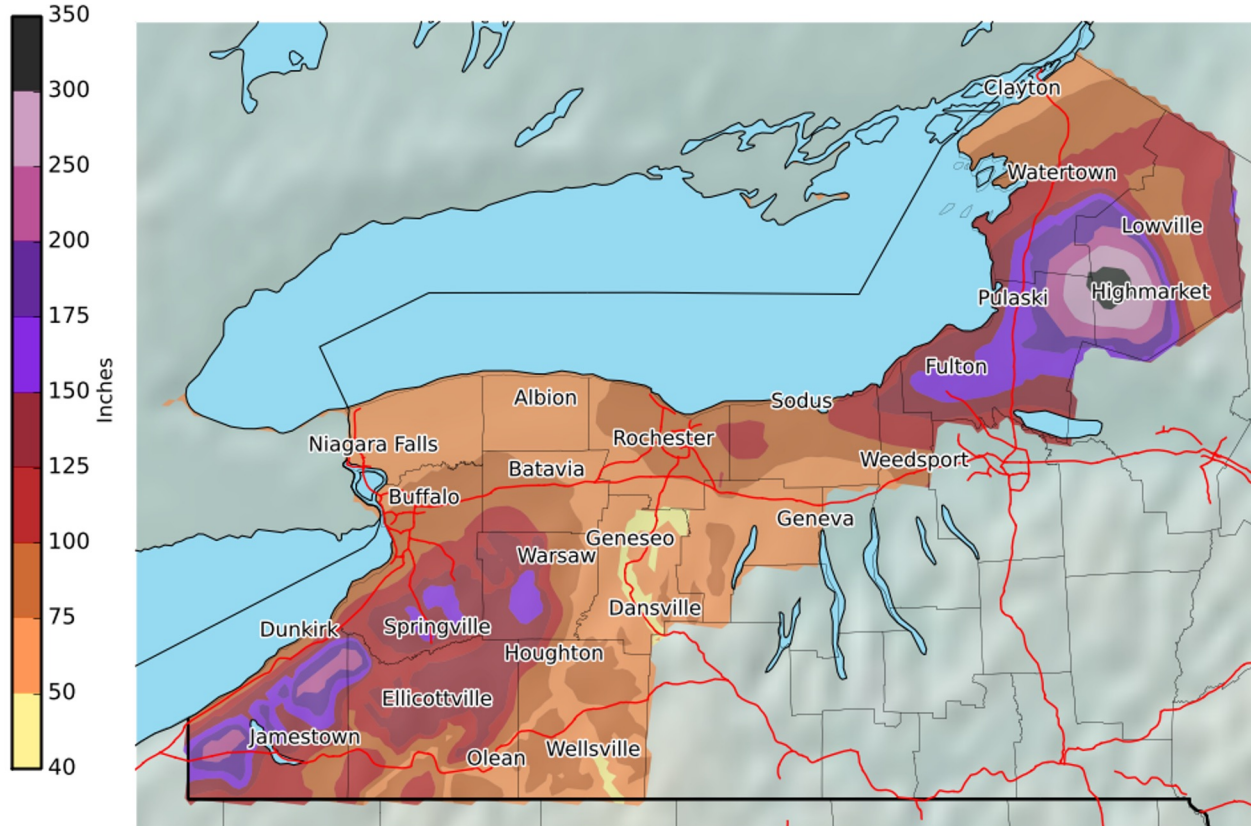 350
300
250
200
175
150
125
100
75
50
40
Inches
Clayton
Watertown
Lowville
Pulaski
Highmarket
Fulton
Albion
Sodus
Niagara Falls
Rochester
Batavia
Weedsport
Buffalo
Geneva
Geneseo
Warsaw
Dansville
Dunkirk
Springville
Houghton
Ellicottville
Jamestown
Wellsville
Olean